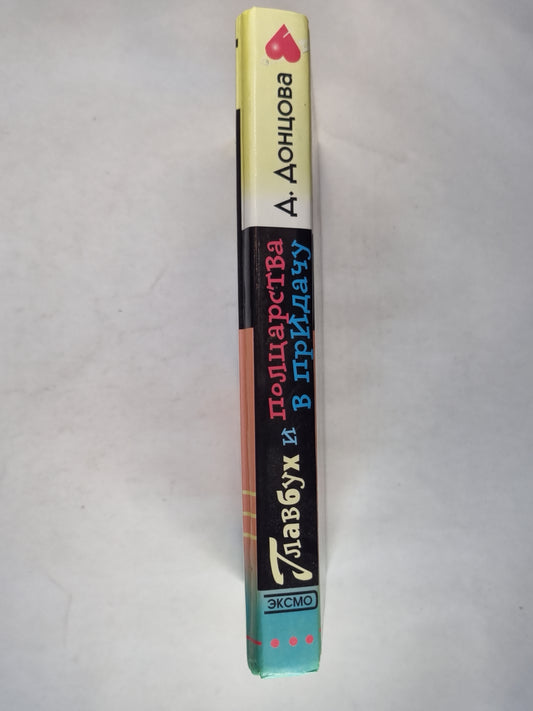 Д. Донцова
Главбух и полцарства
в придачу
ЭКСМО